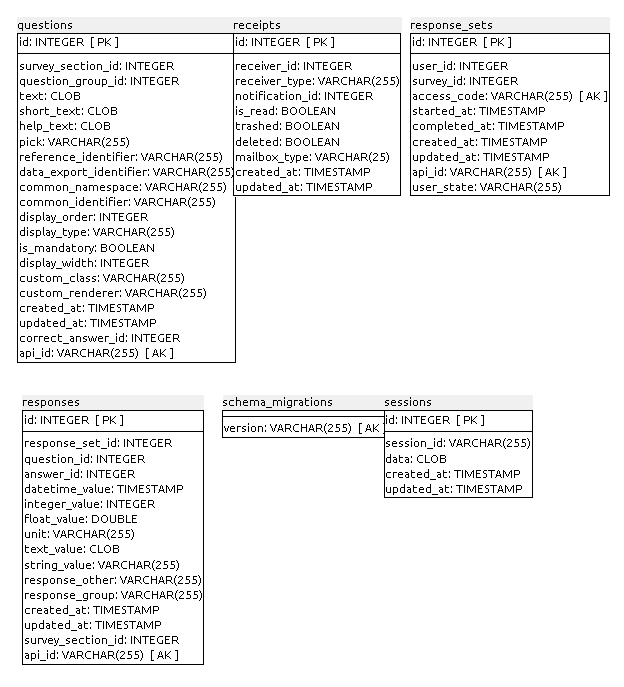 questions
id: INTEGER  [ PK ]
survey_section_id: INTEGER
question_group_id: INTEGER
text: CLOB
short_text: CLOB
help_text: CLOB
pick: VARCHAR(255)
reference_identifier: VARCHAR(255)
data_export_identifier: VARCHAR(255)
common_namespace: VARCHAR(255)
common_identifier: VARCHAR(255)
display_order: INTEGER
display_type: VARCHAR(255)
is_mandatory: BOOLEAN
display_width: INTEGER
custom_class: VARCHAR(255)
custom_renderer: VARCHAR(255)
created_at: TIMESTAMP
updated_at: TIMESTAMP
correct_answer_id: INTEGER
api_id: VARCHAR(255)  [ AK ]
receipts
id: INTEGER  [ PK ]
receiver_id: INTEGER
receiver_type: VARCHAR(255)
notification_id: INTEGER
is_read: BOOLEAN
trashed: BOOLEAN
deleted: BOOLEAN
mailbox_type: VARCHAR(25)
created_at: TIMESTAMP
updated_at: TIMESTAMP
response_sets
id: INTEGER  [ PK ]
user_id: INTEGER
survey_id: INTEGER
access_code: VARCHAR(255)  [ AK ]
started_at: TIMESTAMP
completed_at: TIMESTAMP
created_at: TIMESTAMP
updated_at: TIMESTAMP
api_id: VARCHAR(255)  [ AK ]
user_state: VARCHAR(255)
responses
id: INTEGER  [ PK ]
response_set_id: INTEGER
question_id: INTEGER
answer_id: INTEGER
datetime_value: TIMESTAMP
integer_value: INTEGER
float_value: DOUBLE
unit: VARCHAR(255)
text_value: CLOB
string_value: VARCHAR(255)
response_other: VARCHAR(255)
response_group: VARCHAR(255)
created_at: TIMESTAMP
updated_at: TIMESTAMP
survey_section_id: INTEGER
api_id: VARCHAR(255)  [ AK ]
schema_migrations
version: VARCHAR(255)  [ AK
sessions
id: INTEGER  [ PK ]
session_id: VARCHAR(255)
data: CLOB
created_at: TIMESTAMP
updated_at: TIMESTAMP